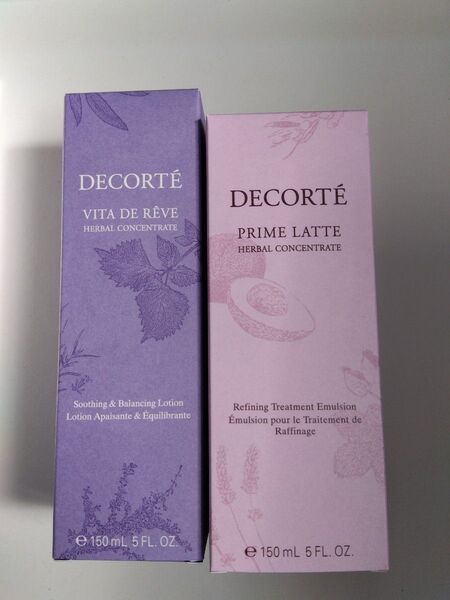 DECORTÉ
VITA DE RÊVE
HERBAL CONCENTRATE
Soothing & Balancing Lotion
Lotion Apaisante & Équilibrante
℮ 150 mL 5 FL. OZ.
DECORTÉ
PRIME LATTE
HERBAL CONCENTRATE
Refining Treatment Emulsion
Émulsion pour le Traitement de
Raffinage
℮ 150 mL 5 FL. OZ.